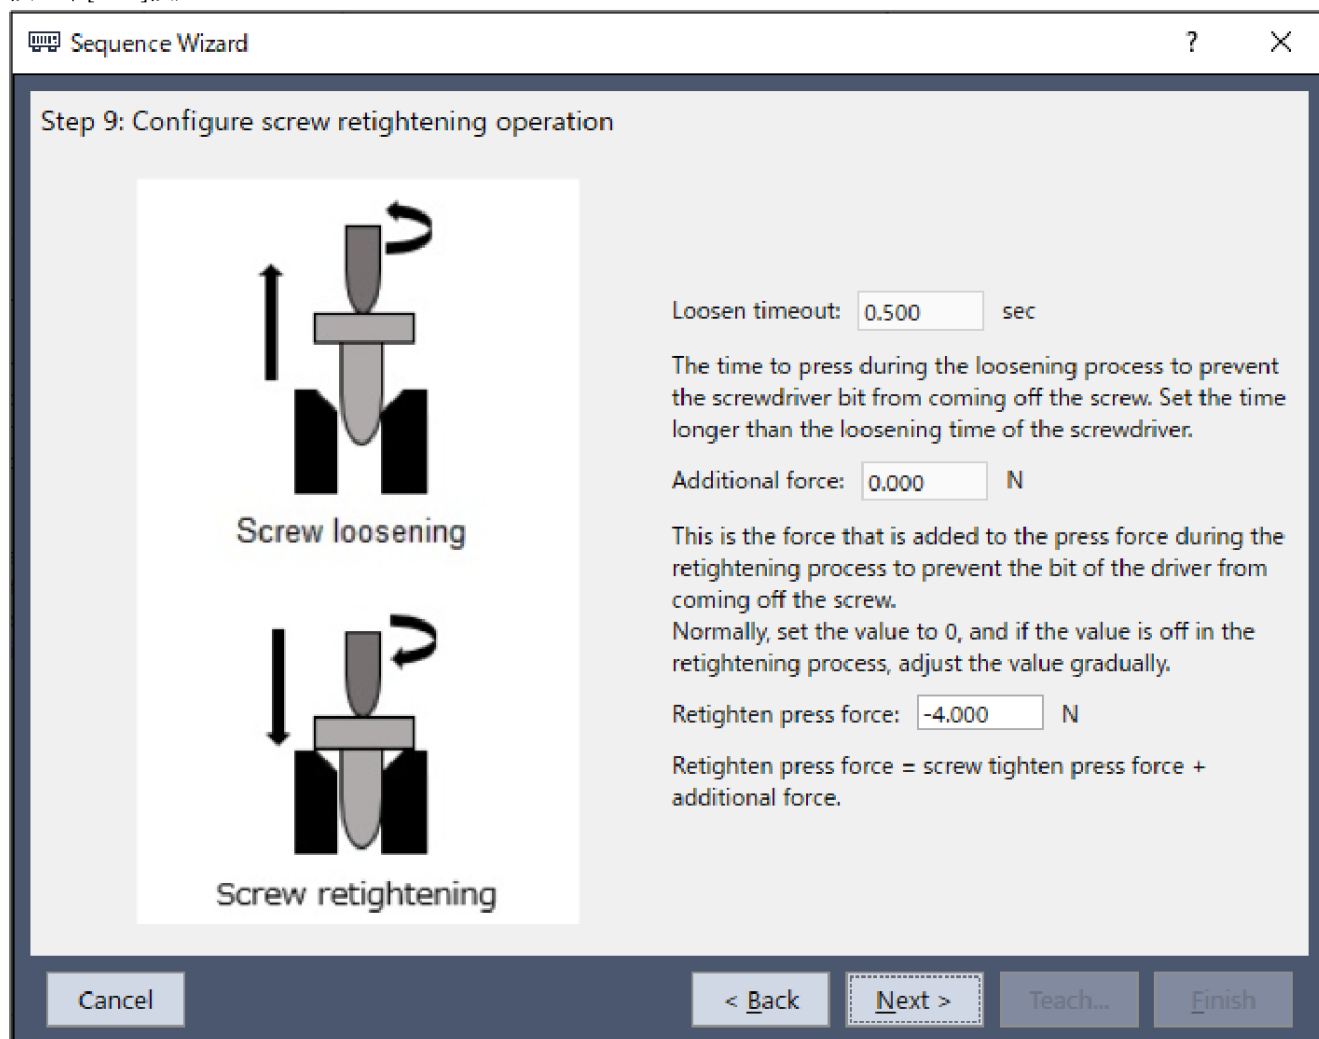 Sequence Wizard
?
Step 9: Configure screw retightening operation
Screw loosening
Screw retightening
Loosen timeout: 0.500 sec
The time to press during the loosening process to prevent
the screwdriver bit from coming off the screw. Set the time
longer than the loosening time of the screwdriver.
Additional force: 0.000 N
This is the force that is added to the press force during the
retightening process to prevent the bit of the driver from
coming off the screw.
Normally, set the value to 0, and if the value is off in the
retightening process, adjust the value gradually.
Retighten press force: -4.000 N
Retighten press force = screw tighten press force +
additional force.
Cancel
< Back
Next >
Teach...
Finish